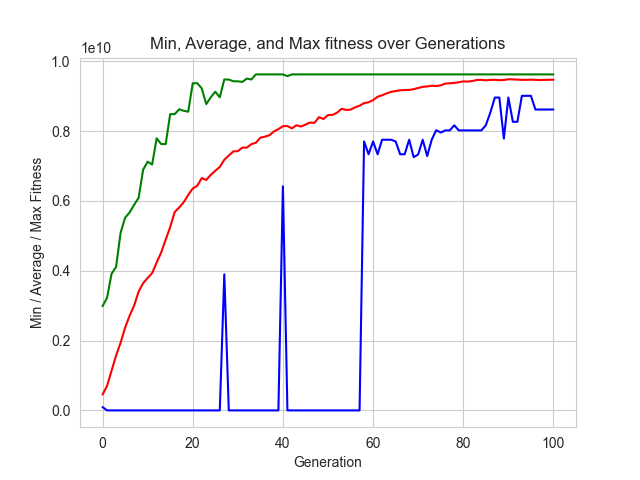 Min, Average, and Max fitness over Generations
1e10
1.0
0.8
0.6
0.4
0.2
0.0
Min / Average / Max Fitness
0 20 40 60 80 100
Generation